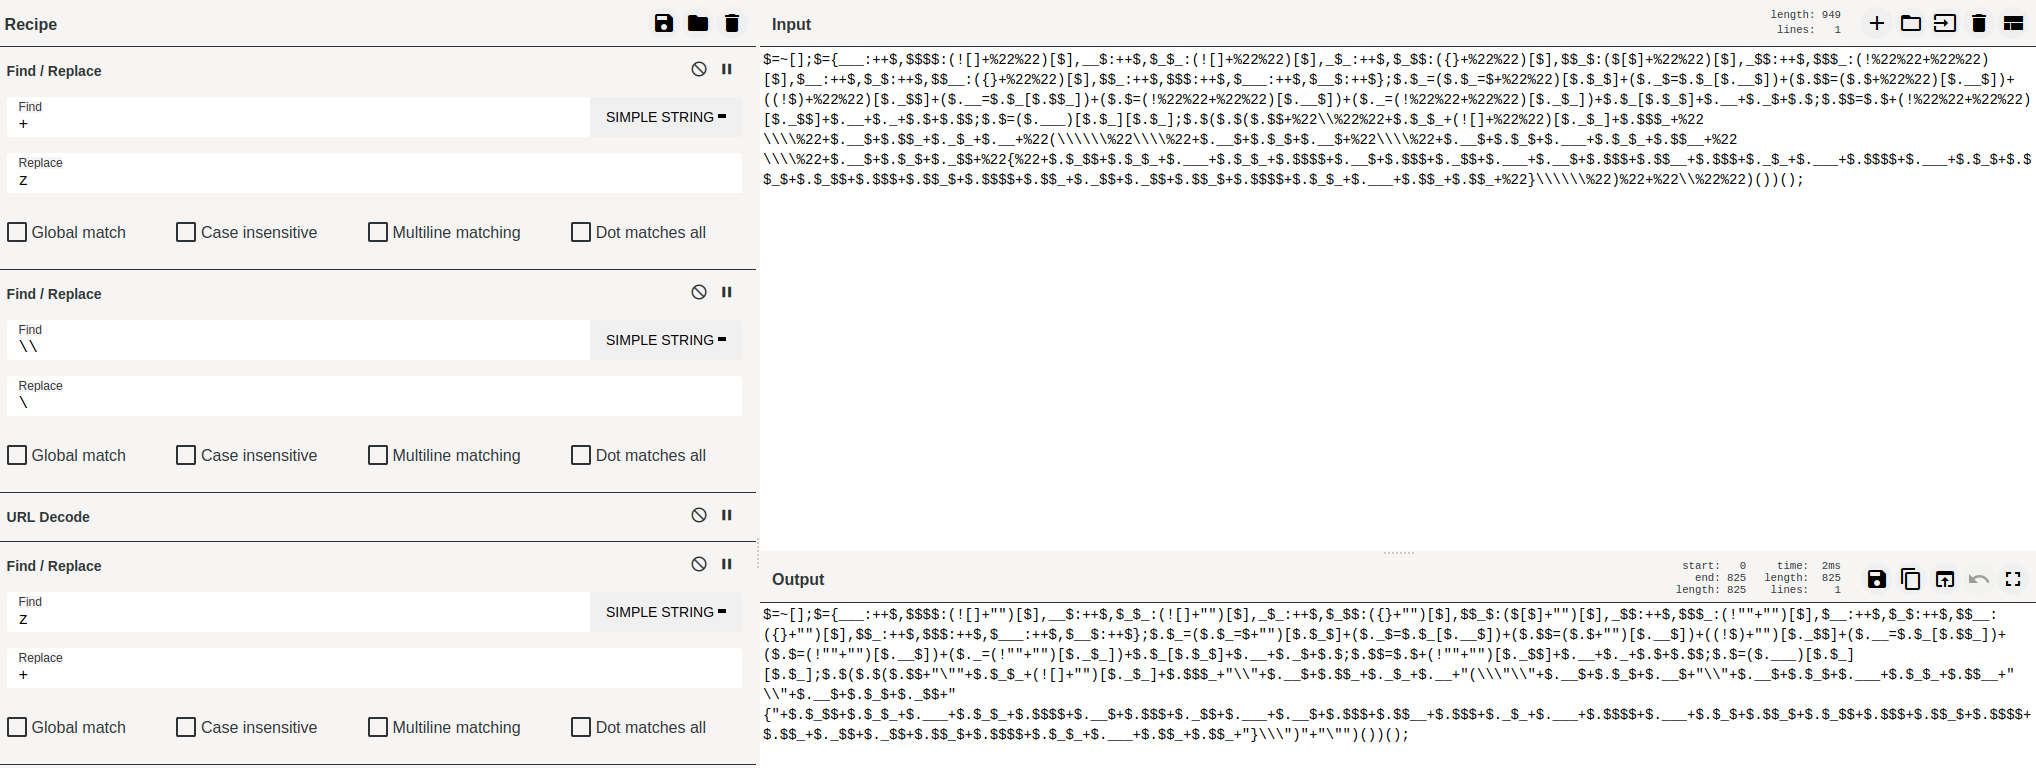 Recipe
Find / Replace
Find
+
SIMPLE STRING
Replace
z
Global match
Case insensitive
Multiline matching
Dot matches all
Find / Replace
Find
\\
SIMPLE STRING
Replace
\
Global match
Case insensitive
Multiline matching
Dot matches all
URL Decode
Find / Replace
Find
z
SIMPLE STRING
Replace
+
Global match
Case insensitive
Multiline matching
Dot matches all
Input
length: 949
lines: 1
$=~[];$={___:++$,$$$$:(![]+%22%22)[$],__$:++$,$_$_:(![]+%22%22)[$],_$_:++$,$_$$:({}+%22%22)[$],$$_$:($[$]+%22%22)[$],_$$:++$,$$$_:(!%22%22+%22%22)
[$],$__:++$,$_$:++$,$$__:({}+%22%22)[$],$$_:++$,$$$:++$,$___:++$,$__$:++$};$.$_=($.$_=$+%22%22)[$.$_$]+($._$=$.$_[$.__$])+($.$$=($.$+%22%22)[$.__$])+
((!$)+%22%22)[$._$$]+($.__=$.$_[$.$$_])+($.$=(!%22%22+%22%22)[$.__$])+($._=(!%22%22+%22%22)[$._$_])+$.$_[$.$_$]+$.__+$._$+$.$;$.$$=$.$+(!%22%22+%22%22)
[$._$$]+$.__+$._+$.$+$.$$;$.$=($.___)[$.$_][$.$_];$.$($.$($.$$+%22\\%22%22+$.$_$_+(![]+%22%22)[$._$_]+$.$$$_+%22
\\\\%22+$.__$+$.$$_+$._$_+$.__+%22(\\\\\\%22\\\\%22+$.__$+$.$_$+$.__$+%22\\\\%22+$.__$+$.$_$+$.___+$.$_$_+$.$$__+%22
\\\\%22+$.__$+$.$_$+$._$$+%22{%22+$.$_$$+$.$_$_+$.___+$.$_$_+$.$$$$+$.__$+$.$$$+$._$$+$.___+$.__$+$.$$$+$.$$__+$.$$$+$._$_+$.___+$.$$$$+$.___+$.$_$+$.$
$_$+$.$_$$+$.$$$+$.$$_$+$.$$$$+$.$$_+$._$$+$._$$+$.$$_$+$.$$$$+$.$_$_+$.___+$.$$_+$.$$_+%22}\\\\\\%22)%22+%22\\%22%22)())();
Output
start: 0
end: 825
length: 825
time: 2ms
length: 825
lines: 1
$=~[];$={___:++$,$$$$:(![]+"")[$],__$:++$,$_$_:(![]+"")[$],_$_:++$,$_$$:({}+"")[$],$$_$:($[$]+"")[$],_$$:++$,$$$_:(!""+"")[$],$__:++$,$_$:++$,$$__:
({}+"")[$],$$_:++$,$$$:++$,$___:++$,$__$:++$};$.$_=($.$_=$+"")[$.$_$]+($._$=$.$_[$.__$])+($.$$=($.$+"")[$.__$])+((!$)+"")[$._$$]+($.__=$.$_[$.$$_])+
($.$=(!""+"")[$.__$])+($._=(!""+"")[$._$_])+$.$_[$.$_$]+$.__+$._$+$.$;$.$$=$.$+(!""+"")[$._$$]+$.__+$._+$.$+$.$$;$.$=($.___)[$.$_]
[$.$_];$.$($.$($.$$+"\""+$.$_$_+(![]+"")[$._$_]+$.$$$_+"\\"+$.__$+$.$$_+$._$_+$.__+"(\\\"\\"+$.__$+$.$_$+$.__$+"\\"+$.__$+$.$_$+$.___+$.$_$_+$.$$__+"
\\"+$.__$+$.$_$+$._$$+"
{"+$.$_$$+$.$_$_+$.___+$.$_$_+$.$$$$+$.__$+$.$$$+$._$$+$.___+$.__$+$.$$$+$.$$__+$.$$$+$._$_+$.___+$.$$$$+$.___+$.$_$+$.$$_$+$.$_$$+$.$$$+$.$$_$+$.$$$$+
$.$$_+$._$$+$._$$+$.$$_$+$.$$$$+$.$_$_+$.___+$.$$_+$.$$_+"}\\\")"+"\"")())();